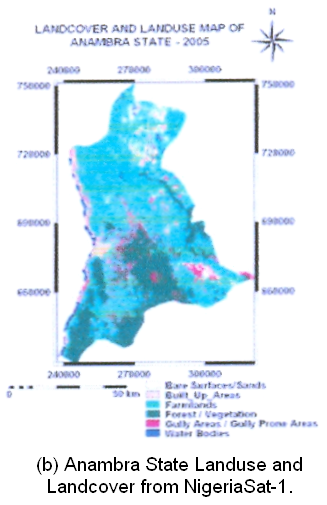 N
LANDCOVER AND LANDUSE MAP OF
ANAMBRA STATE - 2005
240000 270000 300000
750000 750000
720000 720000
690000 690000
660000 660000
240000 270000 300000
0 50 km
Bare Surfaces/Sands
Built_Up_Areas
Farmlands
Forest / Vegetation
Gully Areas / Gully Prone Areas
Water Bodies
(b) Anambra State Landuse and
Landcover from NigeriaSat-1.